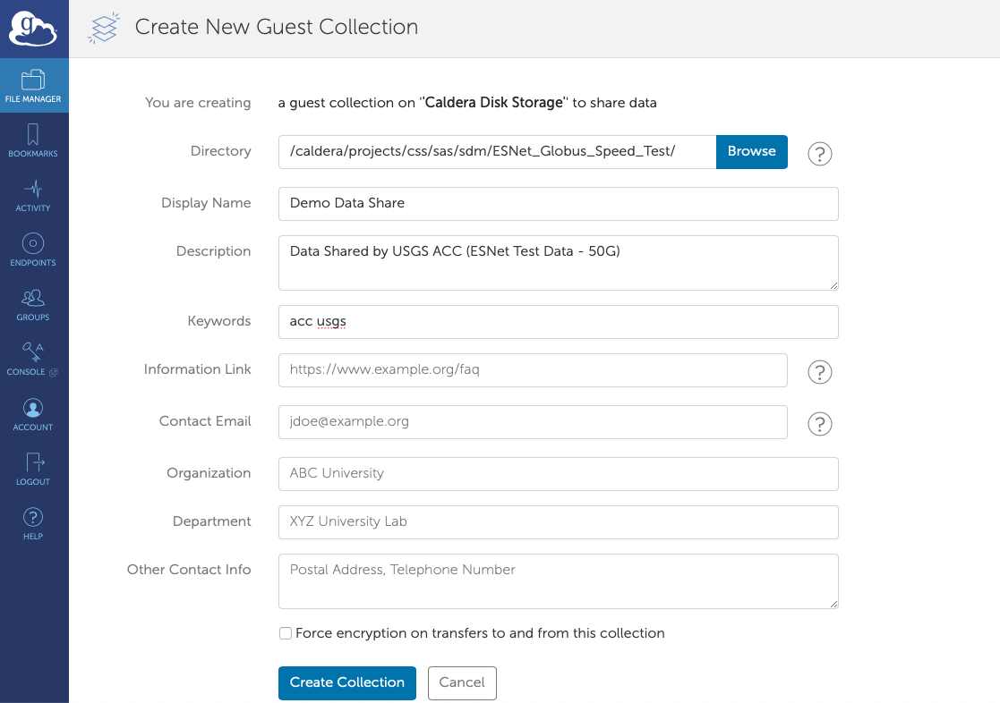 g
Create New Guest Collection
FILE MANAGER
BOOKMARKS
ACTIVITY
ENDPOINTS
GROUPS
CONSOLE
ACCOUNT
LOGOUT
?
HELP
You are creating a guest collection on ''Caldera Disk Storage'' to share data
Directory /caldera/projects/css/sas/sdm/ESNet_Globus_Speed_Test/ Browse ?
Display Name Demo Data Share
Description Data Shared by USGS ACC (ESNet Test Data - 50G)
Keywords acc usgs
Information Link https://www.example.org/faq ?
Contact Email jdoe@example.org ?
Organization ABC University
Department XYZ University Lab
Other Contact Info Postal Address, Telephone Number
Force encryption on transfers to and from this collection
Create Collection Cancel